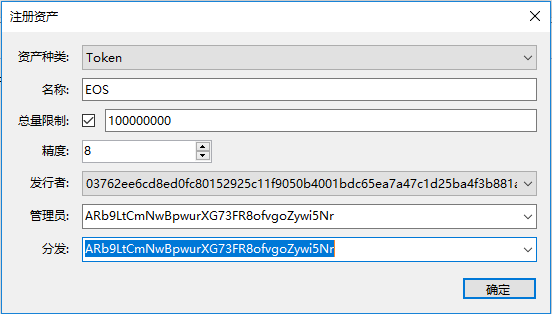 注册资产
资产种类: Token
名称: EOS
总量限制: 100000000
精度: 8
发行者: 03762ee6cd8ed0fc80152925c11f9050b4001bdc65ea7a47c1d25ba4f3b881a
管理员: ARb9LtCmNwBpwurXG73FR8ofvgoZywi5Nr
分发: ARb9LtCmNwBpwurXG73FR8ofvgoZywi5Nr
确定